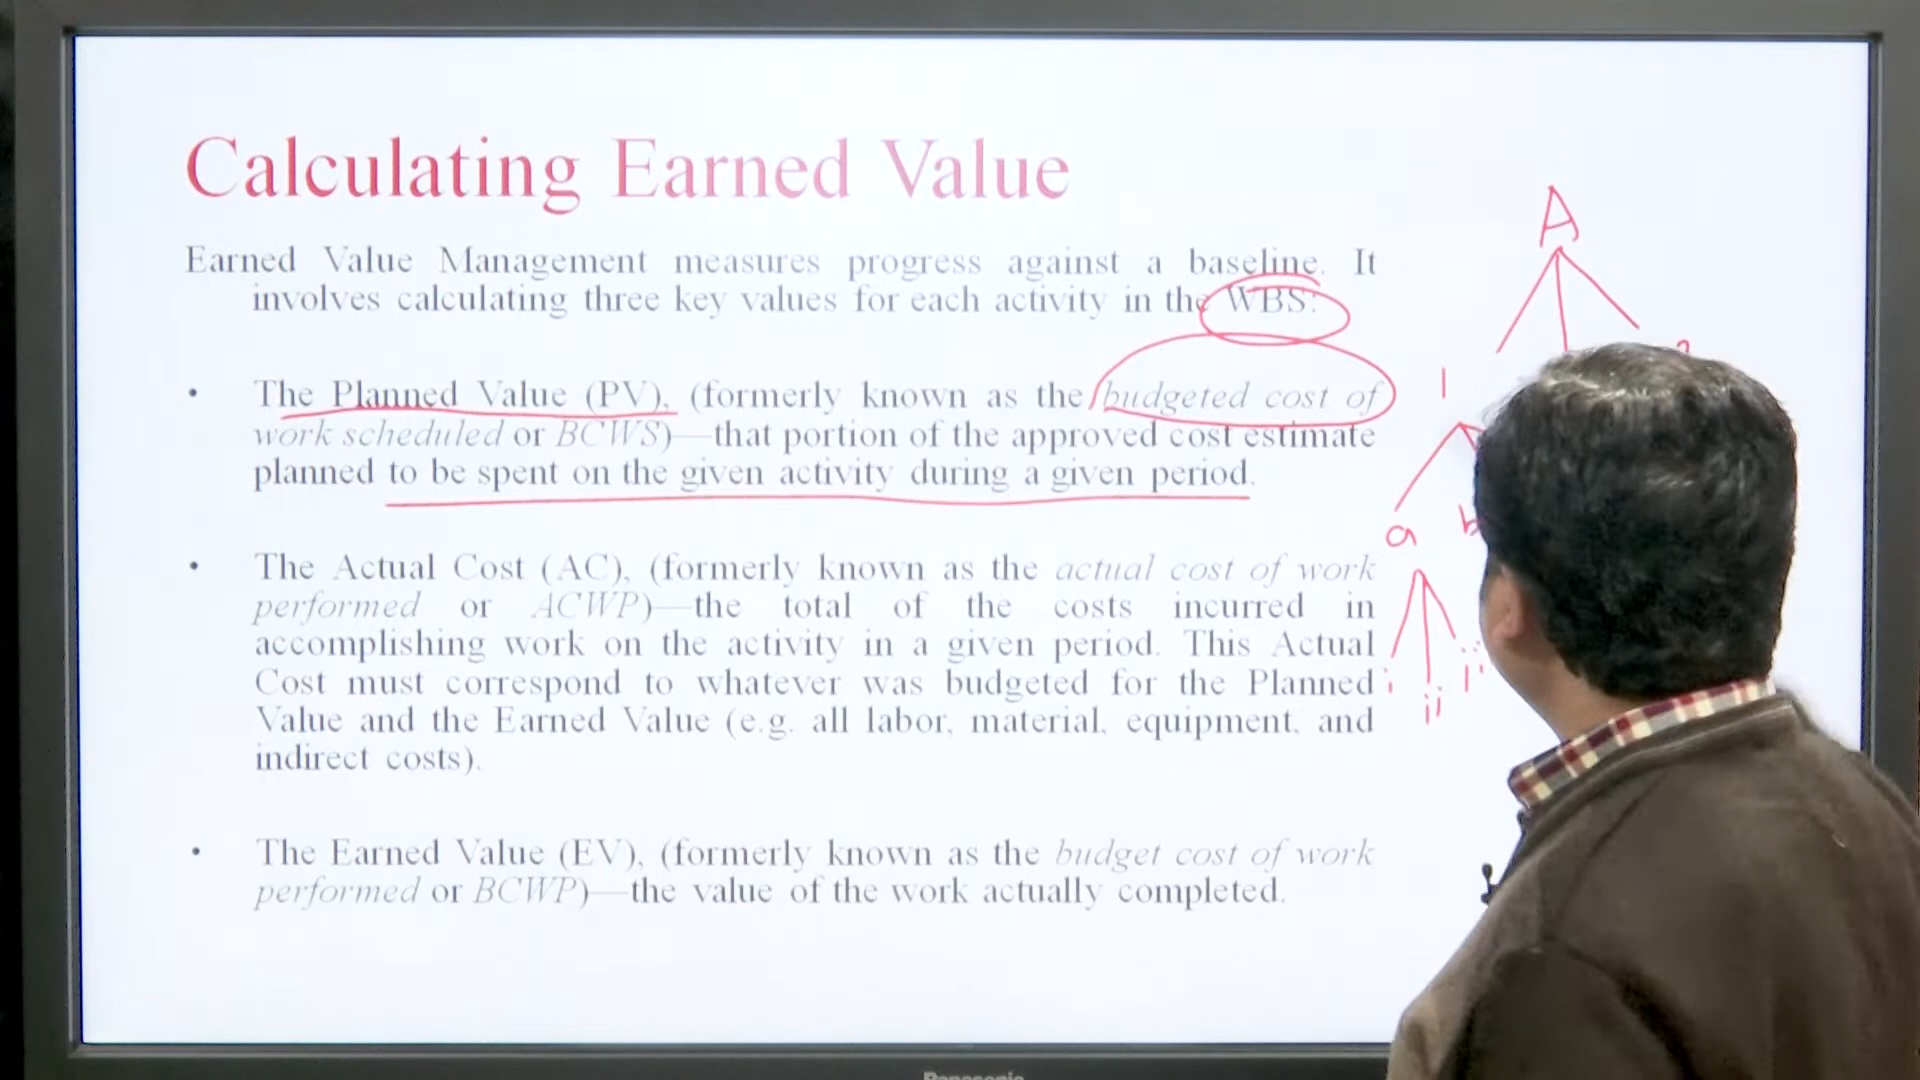 Calculating Earned Value
Earned Value Management measures progress against a baseline. It
involves calculating three key values for each activity in the WBS:
• The Planned Value (PV), (formerly known as the budgeted cost of
work scheduled or BCWS)—that portion of the approved cost estimate
planned to be spent on the given activity during a given period.
• The Actual Cost (AC), (formerly known as the actual cost of work
performed or ACWP)—the total of the costs incurred in
accomplishing work on the activity in a given period. This Actual
Cost must correspond to whatever was budgeted for the Planned
Value and the Earned Value (e.g. all labor, material, equipment, and
indirect costs).
• The Earned Value (EV), (formerly known as the budget cost of work
performed or BCWP)—the value of the work actually completed.
A
1
a b
i ii
Panasonic